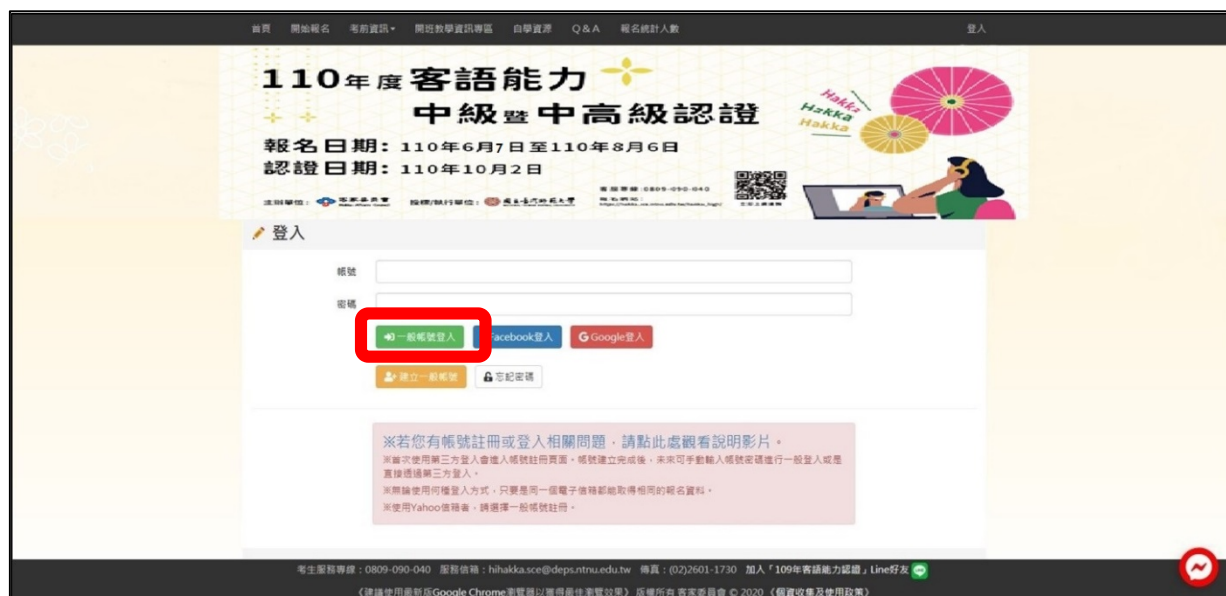 首頁 開始報名 考前資訊 開班教學資訊專區 自學資源 Q&A 報名統計人數 登入
110年度客語能力
中級暨中高級認證
Hakka
Hakka
Hakka
報名日期：110年6月7日至110年8月6日
認證日期：110年10月2日
客服專線:0809-090-040
主辦單位： 客家委員會 國立臺灣師範大學 報名網站：
登入
帳號
密碼
一般帳號登入 Facebook登入 Google登入
建立一般帳號 忘記密碼
※若您有帳號註冊或登入相關問題，請點此處觀看說明影片。
※首次使用第三方登入會進入帳號註冊頁面。帳號建立完成後，未來可手動輸入帳號密碼進行一般登入或是
直接透過第三方登入。
※無論使用何種登入方式，只要是同一個電子信箱都能取得相同的報名資料。
※使用Yahoo信箱者，請選擇一般帳號註冊。
考生服務專線：0809-090-040 服務信箱：hihakka.sce@deps.ntnu.edu.tw 傳真：(02)2601-1730 加入「109年客語能力認證」Line好友
《建議使用最新版Google Chrome瀏覽器以獲得最佳瀏覽效果》 版權所有 客家委員會 © 2020 《個資收集及使用政策》